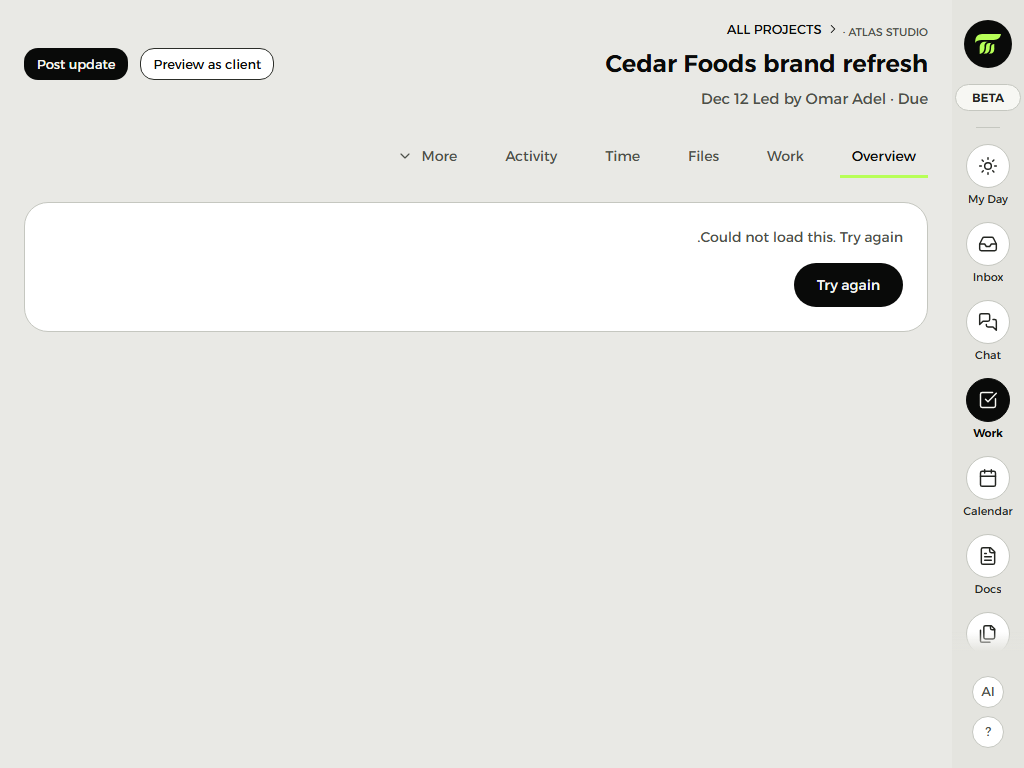 ALL PROJECTS > · ATLAS STUDIO
Cedar Foods brand refresh
Dec 12 Led by Omar Adel · Due
Post update
Preview as client
Overview
Work
Files
Time
Activity
More
.Could not load this. Try again
Try again
BETA
My Day
Inbox
Chat
Work
Calendar
Docs
AI
?